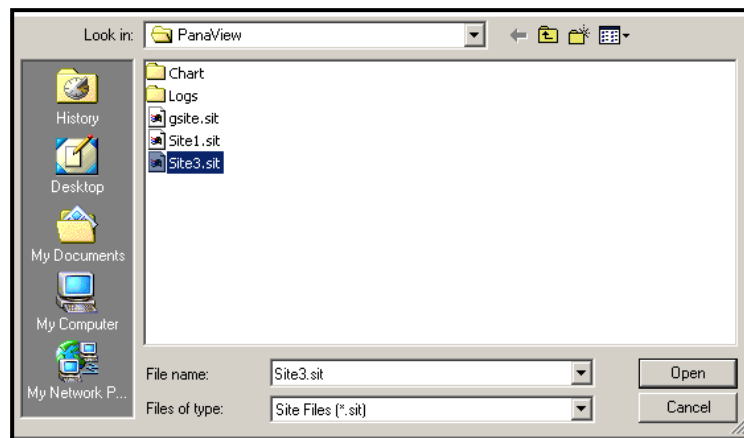 Look in: PanaView
History
Desktop
My Documents
My Computer
My Network P...
Chart
Logs
gsite.sit
Site1.sit
Site3.sit
File name: Site3.sit Open
Files of type: Site Files (*.sit) Cancel